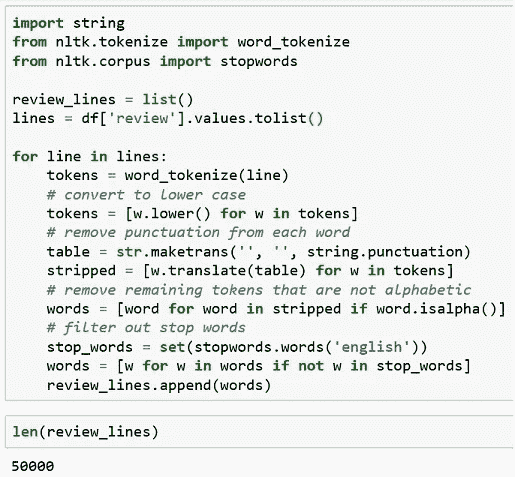 import string
from nltk.tokenize import word_tokenize
from nltk.corpus import stopwords

review_lines = list()
lines = df['review'].values.tolist()

for line in lines:
    tokens = word_tokenize(line)
    # convert to lower case
    tokens = [w.lower() for w in tokens]
    # remove punctuation from each word
    table = str.maketrans('', '', string.punctuation)
    stripped = [w.translate(table) for w in tokens]
    # remove remaining tokens that are not alphabetic
    words = [word for word in stripped if word.isalpha()]
    # filter out stop words
    stop_words = set(stopwords.words('english'))
    words = [w for w in words if not w in stop_words]
    review_lines.append(words)

len(review_lines)

50000